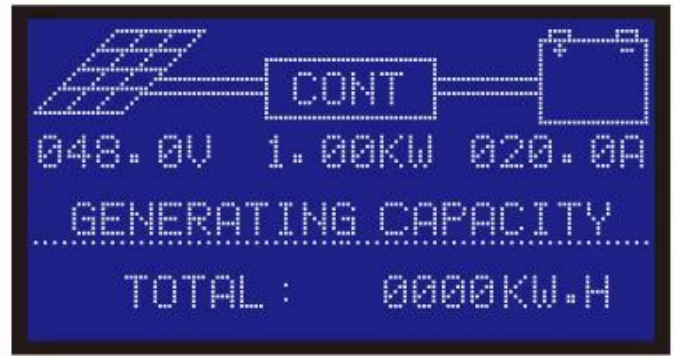 CONT
+ -
048.0V 1.00KW 020.0A
GENERATING CAPACITY
TOTAL: 0000KW.H